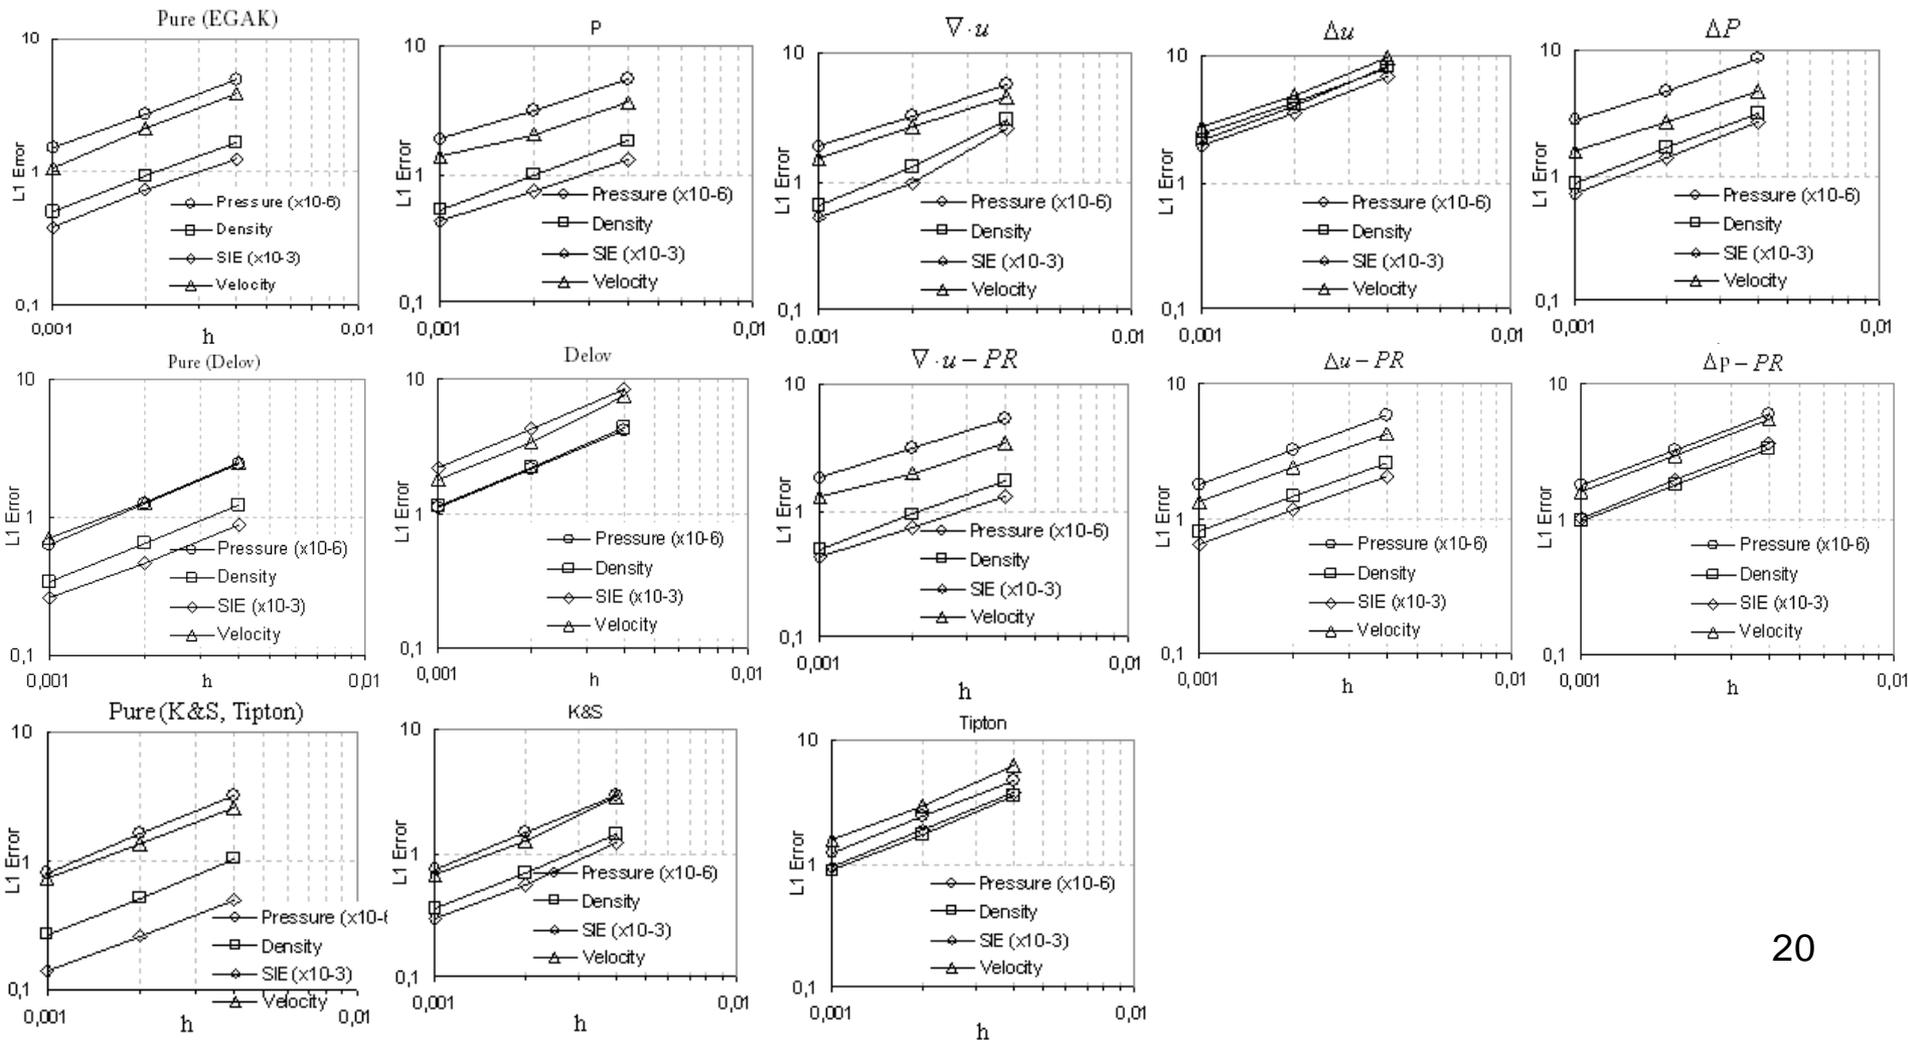 Pure (EGAK)
10
1
0,1
L1 Error
Pressure (x10-6)
Density
SIE (x10-3)
Velocity
0.001
h
0,01
P
10
1
0,1
L1 Error
Pressure (x10-6)
Density
SIE (x10-3)
Velocity
0.001
h
0,01
∇·u
10
1
0,1
L1 Error
Pressure (x10-6)
Density
SIE (x10-3)
Velocity
0.001
h
0,01
Δu
10
1
0,1
L1 Error
Pressure (x10-6)
Density
SIE (x10-3)
Velocity
0.001
h
0,01
ΔP
10
1
0,1
L1 Error
Pressure (x10-6)
Density
SIE (x10-3)
Velocity
0.001
h
0,01
Pure (Delov)
10
1
0,1
L1 Error
Pressure (x10-6)
Density
SIE (x10-3)
Velocity
0,001
h
0,01
Delov
10
1
0,1
L1 Error
Pressure (x10-6)
Density
SIE (x10-3)
Velocity
0,001
h
0,01
∇·u – PR
10
1
0,1
L1 Error
Pressure (x10-6)
Density
SIE (x10-3)
Velocity
0,001
h
0,01
Δu – PR
10
1
0,1
L1 Error
Pressure (x10-6)
Density
SIE (x10-3)
Velocity
0,001
h
0,01
Δp – PR
10
1
0,1
L1 Error
Pressure (x10-6)
Density
SIE (x10-3)
Velocity
0,001
h
0,01
Pure (K&S, Tipton)
10
1
0,1
L1 Error
Pressure (x10-6
Density
SIE (x10-3)
Velocity
0,001
h
0,01
K&S
10
1
0,1
L1 Error
Pressure (x10-6)
Density
SIE (x10-3)
Velocity
0,001
h
0,01
Tipton
10
1
0,1
L1 Error
Pressure (x10-6)
Density
SIE (x10-3)
Velocity
0,001
h
0,01
20